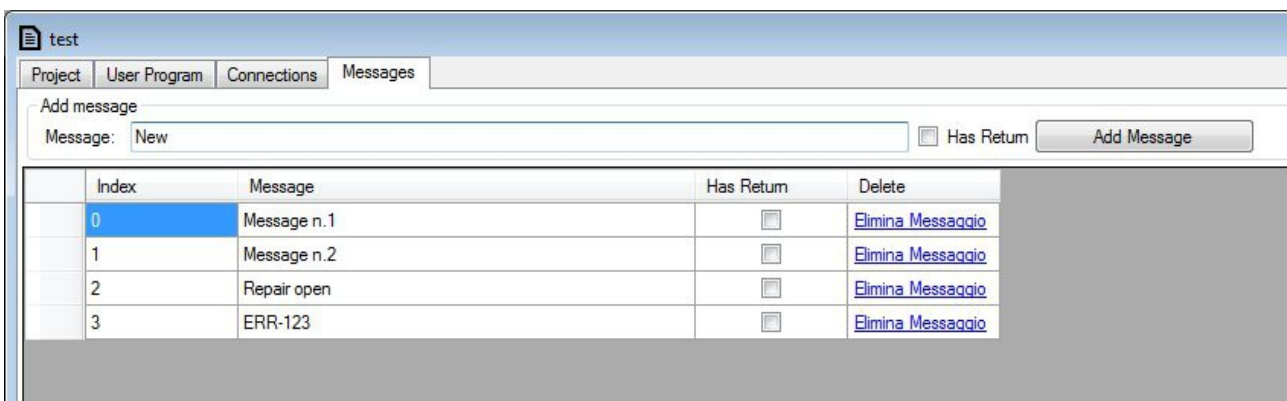 test
Project User Program Connections Messages
Add message
Message: New Has Return Add Message
Index Message Has Return Delete
0 Message n.1 Elimina Messaggio
1 Message n.2 Elimina Messaggio
2 Repair open Elimina Messaggio
3 ERR-123 Elimina Messaggio